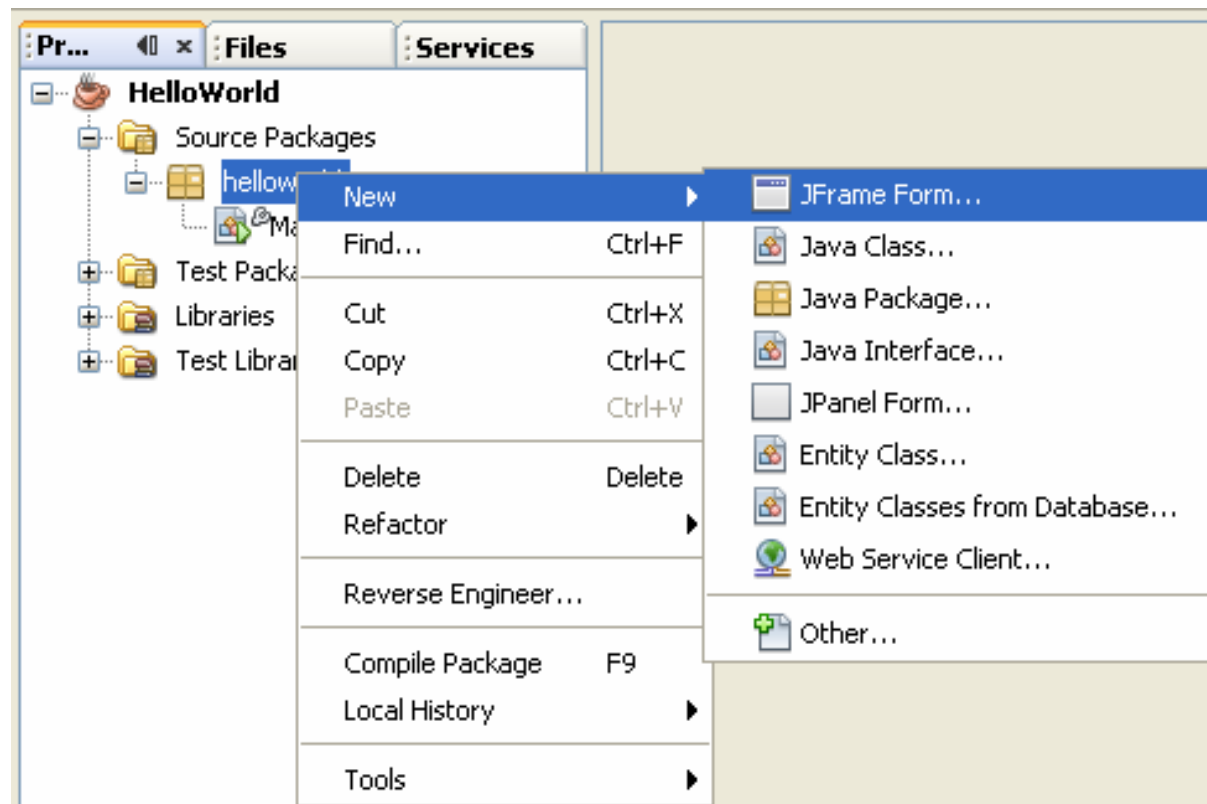 Pr...
Files
Services
HelloWorld
Source Packages
New
Find... Ctrl+F
Cut Ctrl+X
Copy Ctrl+C
Paste Ctrl+V
Delete Delete
Refactor
Reverse Engineer...
Compile Package F9
Local History
Tools
Test
Libraries
Test
JFrame Form...
Java Class...
Java Package...
Java Interface...
JPanel Form...
Entity Class...
Entity Classes from Database...
Web Service Client...
Other...